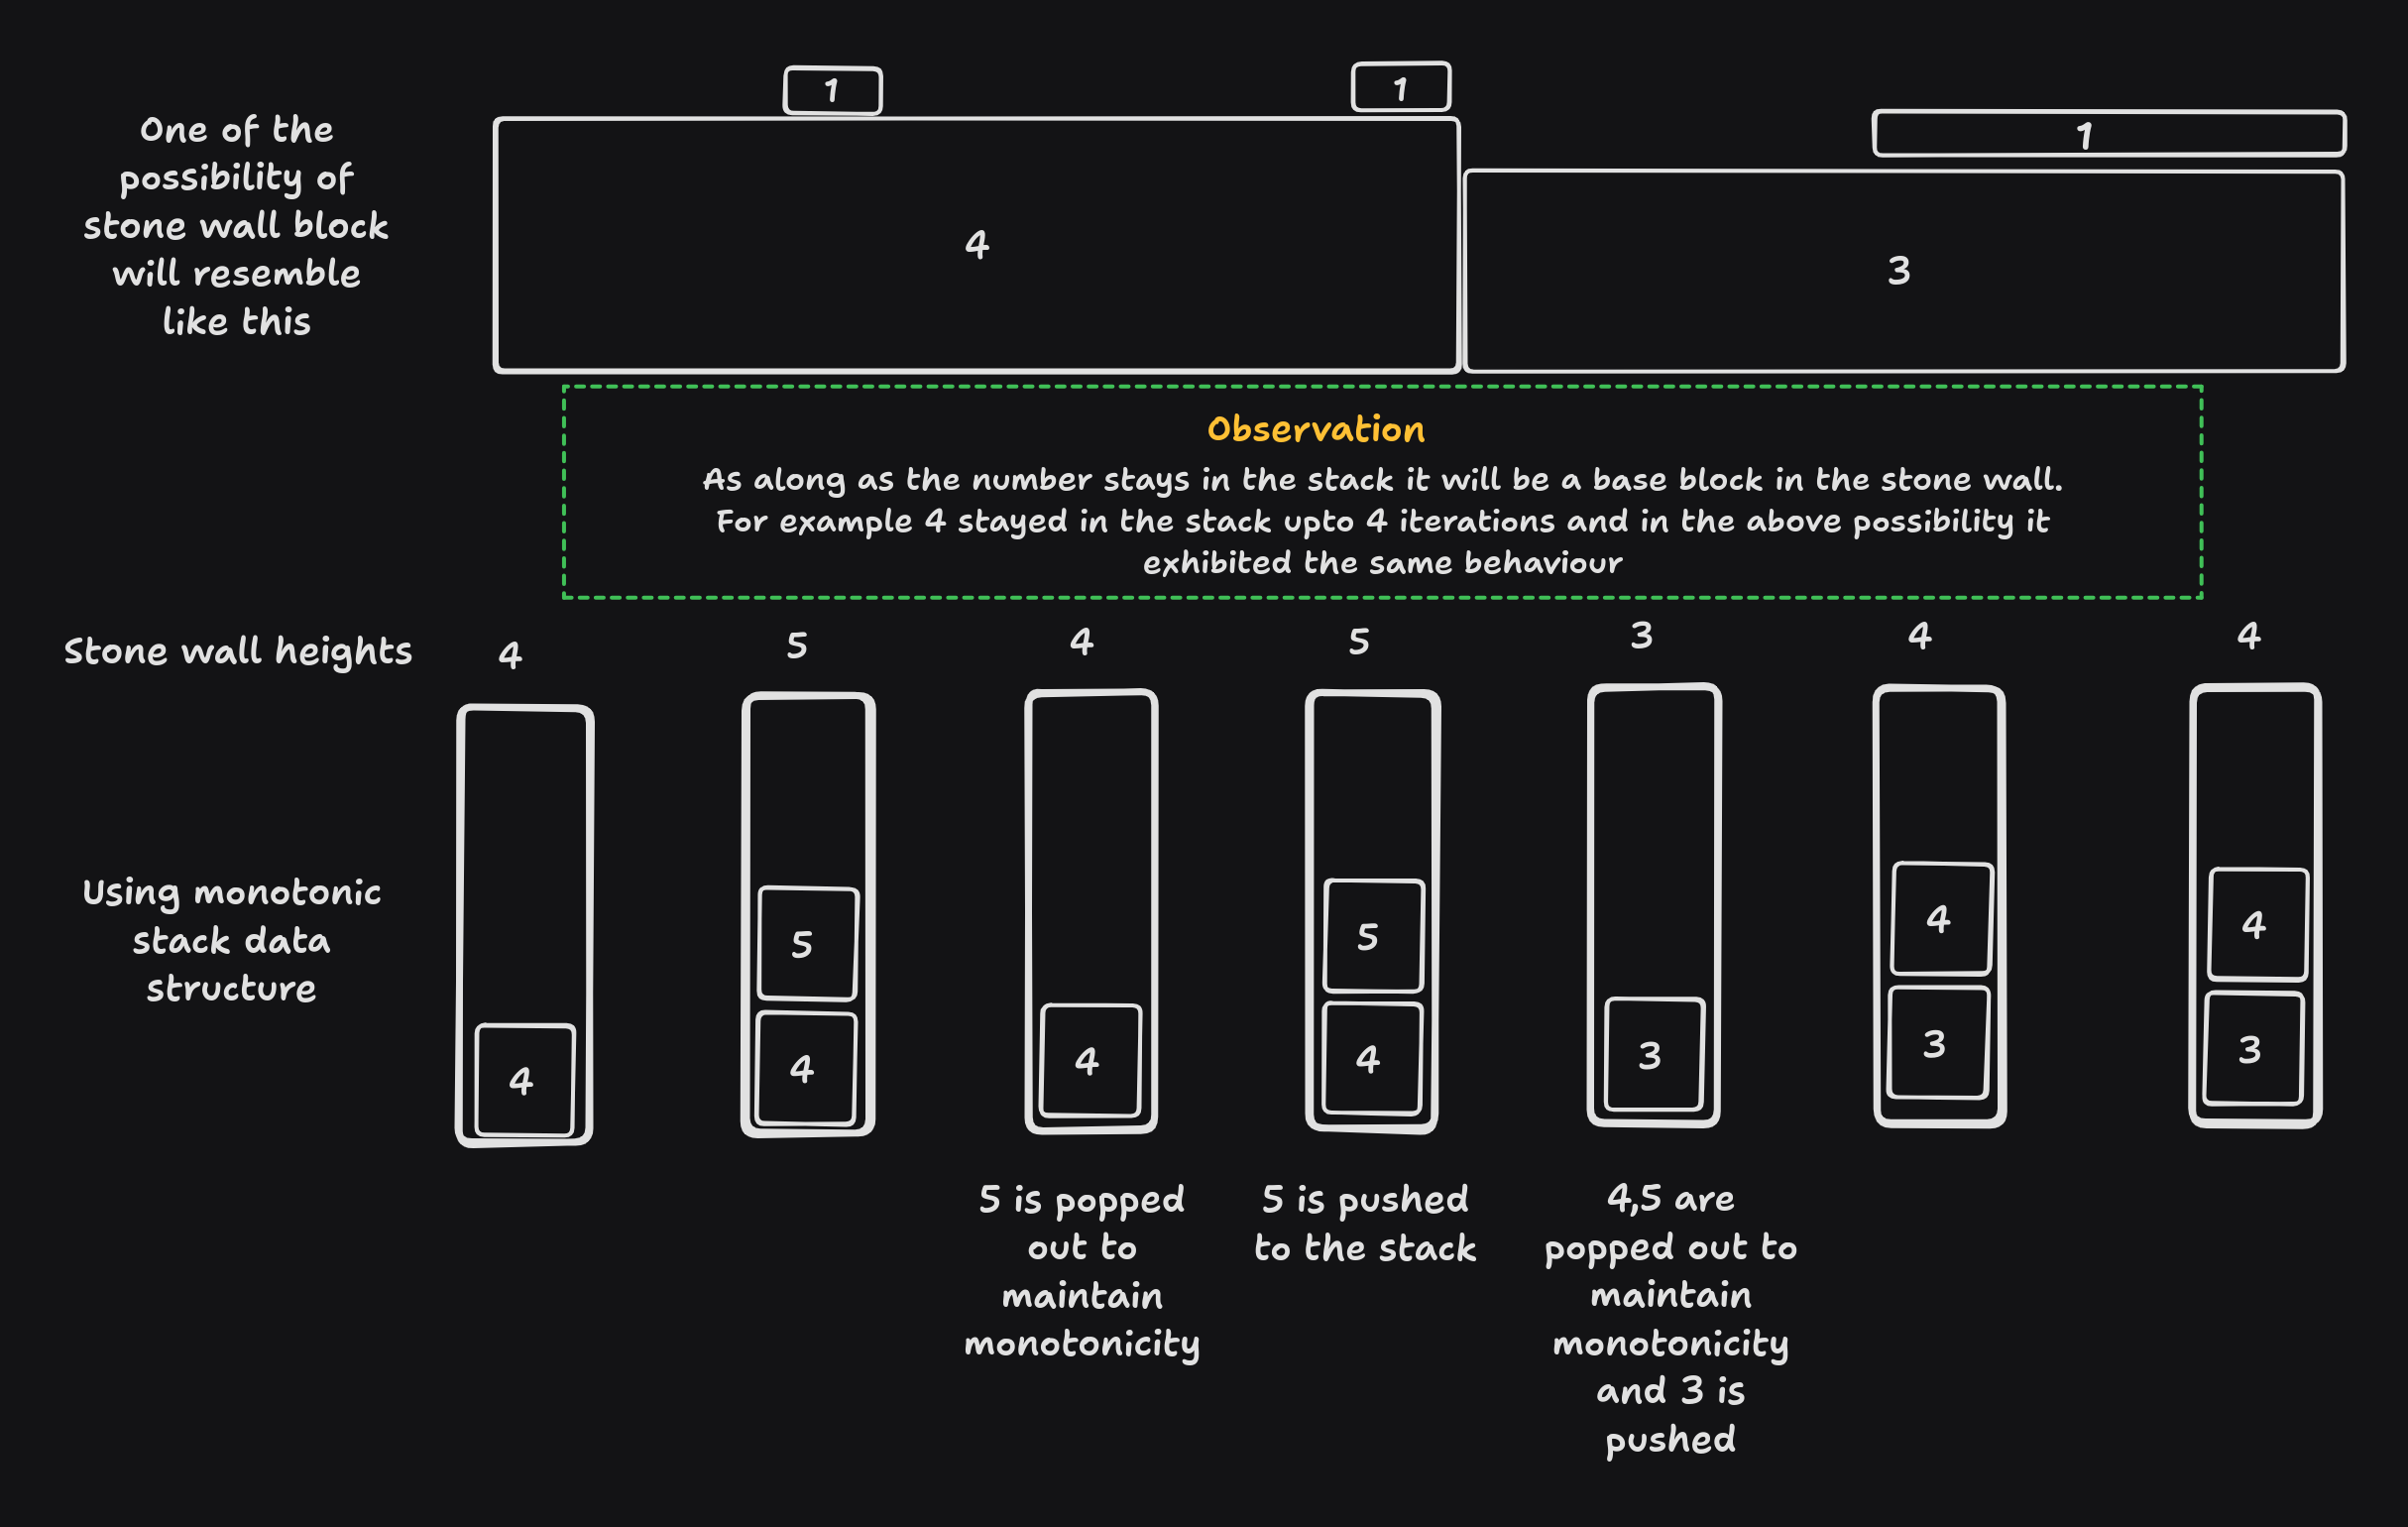 1
1
1
One of the
possibility of
stone wall block
will resemble
like this
4
3
Observation
As along as the number stays in the stack it will be a base block in the stone wall.
For example 4 stayed in the stack upto 4 iterations and in the above possibility it
exhibited the same behaviour
Stone wall heights
4
5
4
5
3
4
4
Using monotonic
stack data
structure
4
5
4
4
5
4
3
4
3
4
3
5 is popped
out to
maintain
monotonicity
5 is pushed
to the stack
4,5 are
popped out to
maintain
monotonicity
and 3 is
pushed